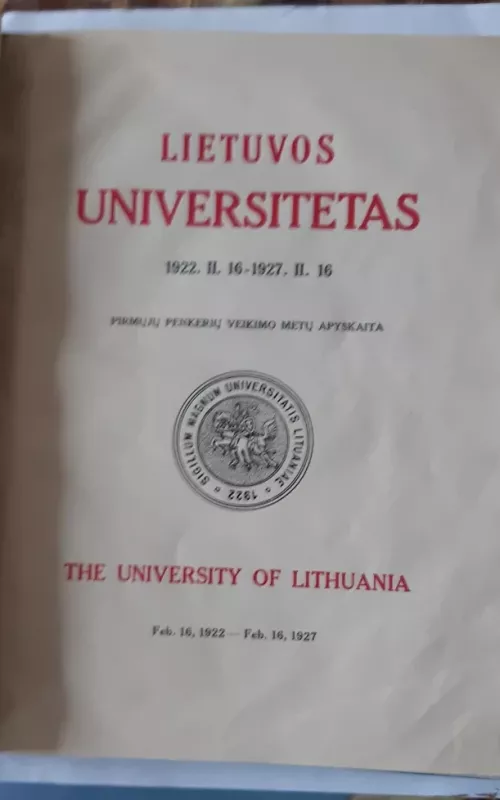 LIETUVOS
UNIVERSITETAS
1922. II. 16-1927. II. 16
PIRMŲJŲ PENKERIŲ VEIKIMO METŲ APYSKAITA
SIGILLUM MAGNUM UNIVERSITATIS LITUANIAE
1922
THE UNIVERSITY OF LITHUANIA
Feb. 16, 1922 — Feb. 16, 1927